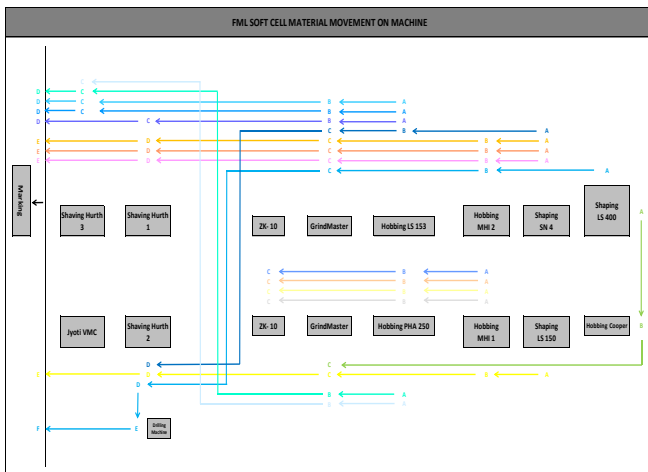 FML SOFT CELL MATERIAL MOVEMENT ON MACHINE
C
D C
D C B A
D C B A
D C B A
C B A
E D C B A
E D C B A
E D C B A
C B A
Marking
Shaving Hurth
3
Shaving Hurth
1
ZK- 10
GrindMaster
Hobbing LS 153
Hobbing
MHI 2
Shaping
SN 4
Shaping
LS 400
A
C B A
C B A
C B A
C B A
Jyoti VMC
Shaving Hurth
2
ZK- 10
GrindMaster
Hobbing PHA 250
Hobbing
MHI 1
Shaping
LS 150
Hobbing Cooper
B
D C
B A
D
B A
A
F E
Drilling
Machine